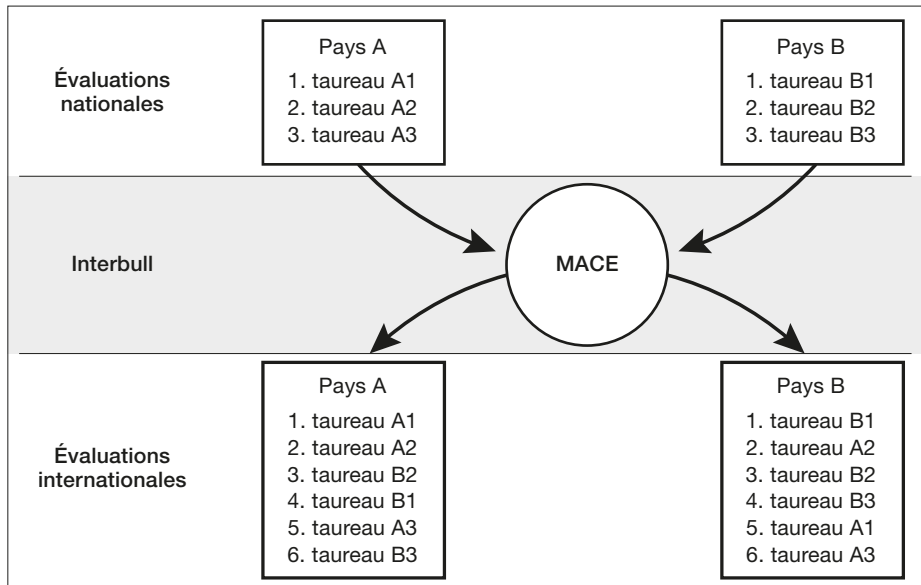 Évaluations
nationales
Pays A
1. taureau A1
2. taureau A2
3. taureau A3
Pays B
1. taureau B1
2. taureau B2
3. taureau B3
Interbull
MACE
Évaluations
internationales
Pays A
1. taureau A1
2. taureau A2
3. taureau B2
4. taureau B1
5. taureau A3
6. taureau B3
Pays B
1. taureau B1
2. taureau A2
3. taureau B2
4. taureau B3
5. taureau A1
6. taureau A3